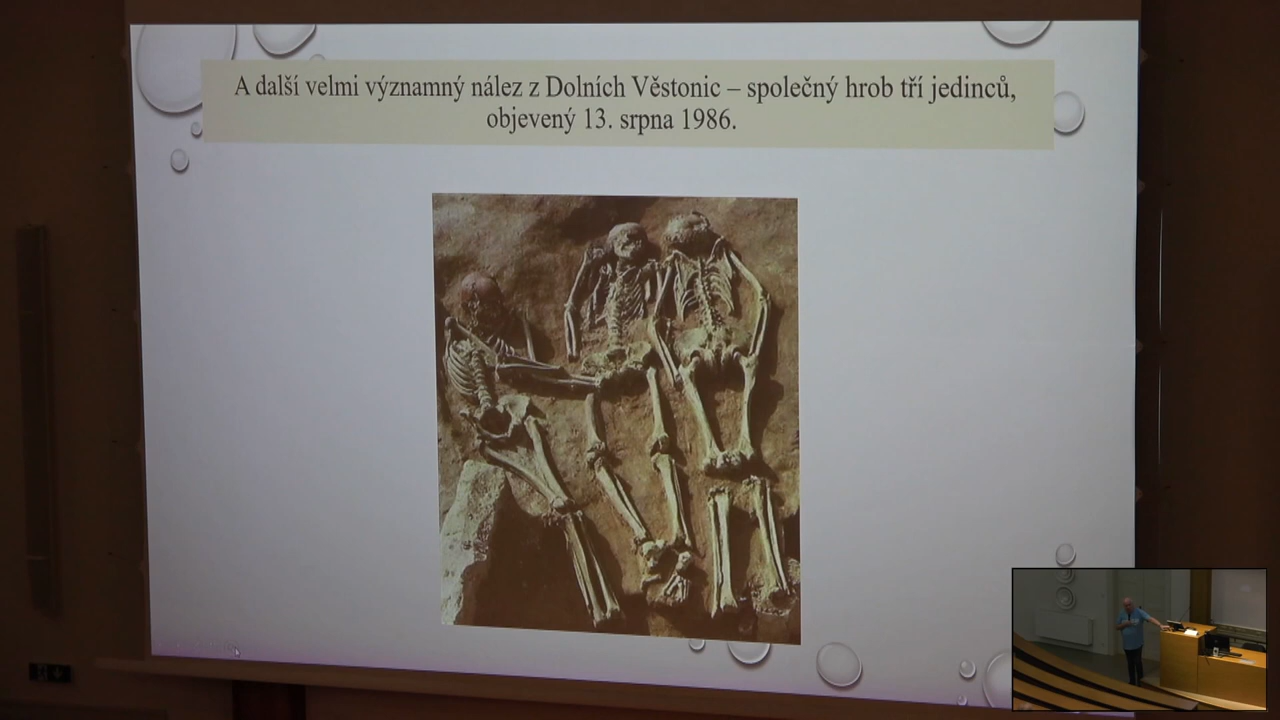 A další velmi významný nález z Dolních Věstonic – společný hrob tří jedinců,
objevený 13. srpna 1986.